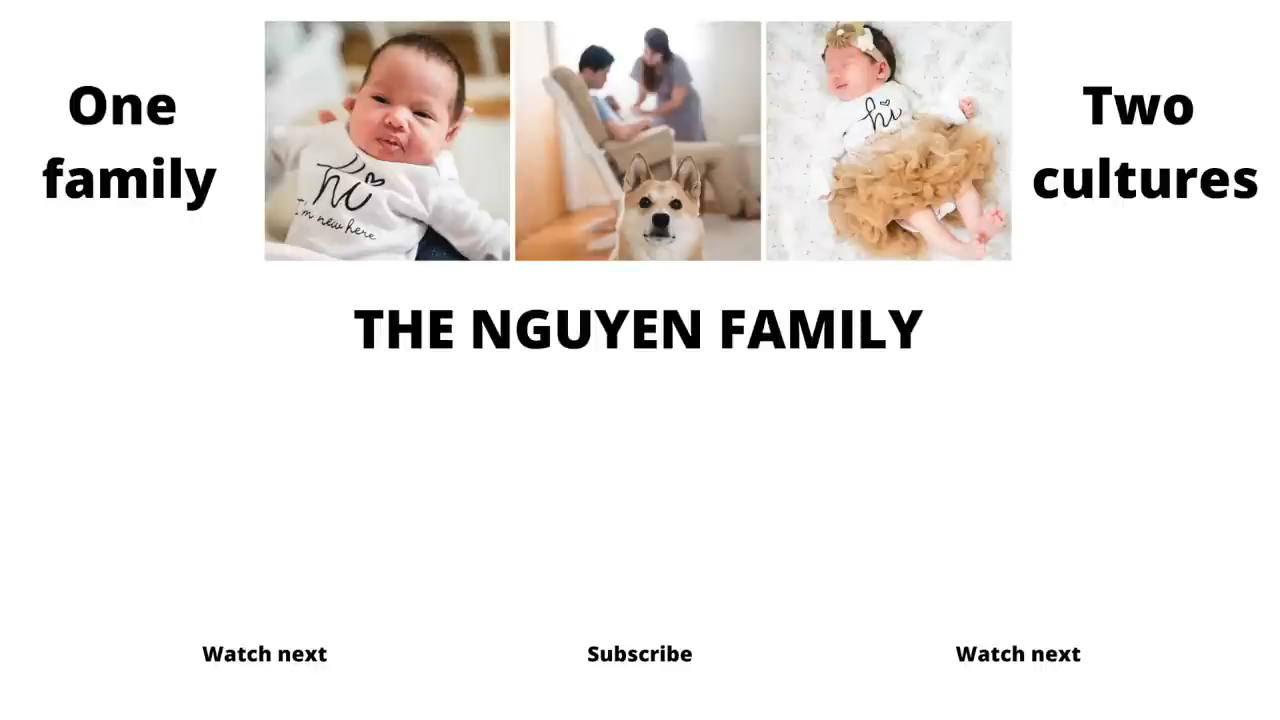 One
family
hi
I'm new here
hi
Two
cultures
THE NGUYEN FAMILY
Watch next
Subscribe
Watch next